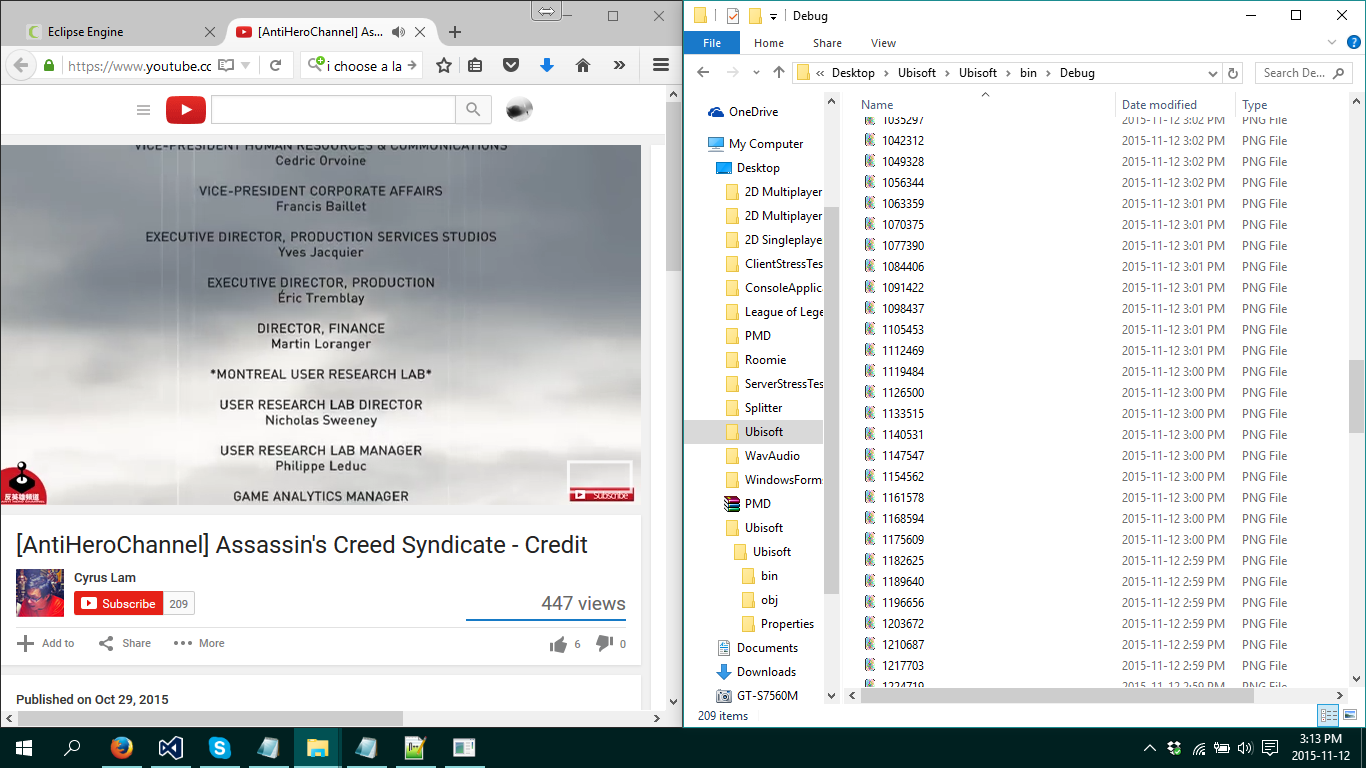 Eclipse Engine
[AntiHeroChannel] As...
https://www.youtube.cc
i choose a la
VICE-PRESIDENT HUMAN RESOURCES & COMMUNICATIONS
Cedric Orvoine
VICE-PRESIDENT CORPORATE AFFAIRS
Francis Baillet
EXECUTIVE DIRECTOR, PRODUCTION SERVICES STUDIOS
Yves Jacquier
EXECUTIVE DIRECTOR, PRODUCTION
Éric Tremblay
DIRECTOR, FINANCE
Martin Loranger
*MONTREAL USER RESEARCH LAB*
USER RESEARCH LAB DIRECTOR
Nicholas Sweeney
USER RESEARCH LAB MANAGER
Philippe Leduc
GAME ANALYTICS MANAGER
反英雄頻道
Subscribe
[AntiHeroChannel] Assassin's Creed Syndicate - Credit
Cyrus Lam
Subscribe 209
447 views
Add to Share More 6 0
Published on Oct 29, 2015
Debug
File Home Share View
« Desktop Ubisoft Ubisoft bin Debug
Search De...
OneDrive
My Computer
Desktop
2D Multiplayer
2D Multiplayer
2D Singleplaye
ClientStressTes
ConsoleApplica
League of Lege
PMD
Roomie
ServerStressTes
Splitter
Ubisoft
WavAudio
WindowsForm
PMD
Ubisoft
Ubisoft
bin
obj
Properties
Documents
Downloads
GT-S7560M
Name Date modified Type
1035297 2015-11-12 3:02 PM PNG File
1042312 2015-11-12 3:02 PM PNG File
1049328 2015-11-12 3:02 PM PNG File
1056344 2015-11-12 3:02 PM PNG File
1063359 2015-11-12 3:01 PM PNG File
1070375 2015-11-12 3:01 PM PNG File
1077390 2015-11-12 3:01 PM PNG File
1084406 2015-11-12 3:01 PM PNG File
1091422 2015-11-12 3:01 PM PNG File
1098437 2015-11-12 3:01 PM PNG File
1105453 2015-11-12 3:01 PM PNG File
1112469 2015-11-12 3:01 PM PNG File
1119484 2015-11-12 3:00 PM PNG File
1126500 2015-11-12 3:00 PM PNG File
1133515 2015-11-12 3:00 PM PNG File
1140531 2015-11-12 3:00 PM PNG File
1147547 2015-11-12 3:00 PM PNG File
1154562 2015-11-12 3:00 PM PNG File
1161578 2015-11-12 3:00 PM PNG File
1168594 2015-11-12 3:00 PM PNG File
1175609 2015-11-12 3:00 PM PNG File
1182625 2015-11-12 2:59 PM PNG File
1189640 2015-11-12 2:59 PM PNG File
1196656 2015-11-12 2:59 PM PNG File
1203672 2015-11-12 2:59 PM PNG File
1210687 2015-11-12 2:59 PM PNG File
1217703 2015-11-12 2:59 PM PNG File
1224719 2015-11-12 2:59 PM PNG File
209 items
3:13 PM
2015-11-12